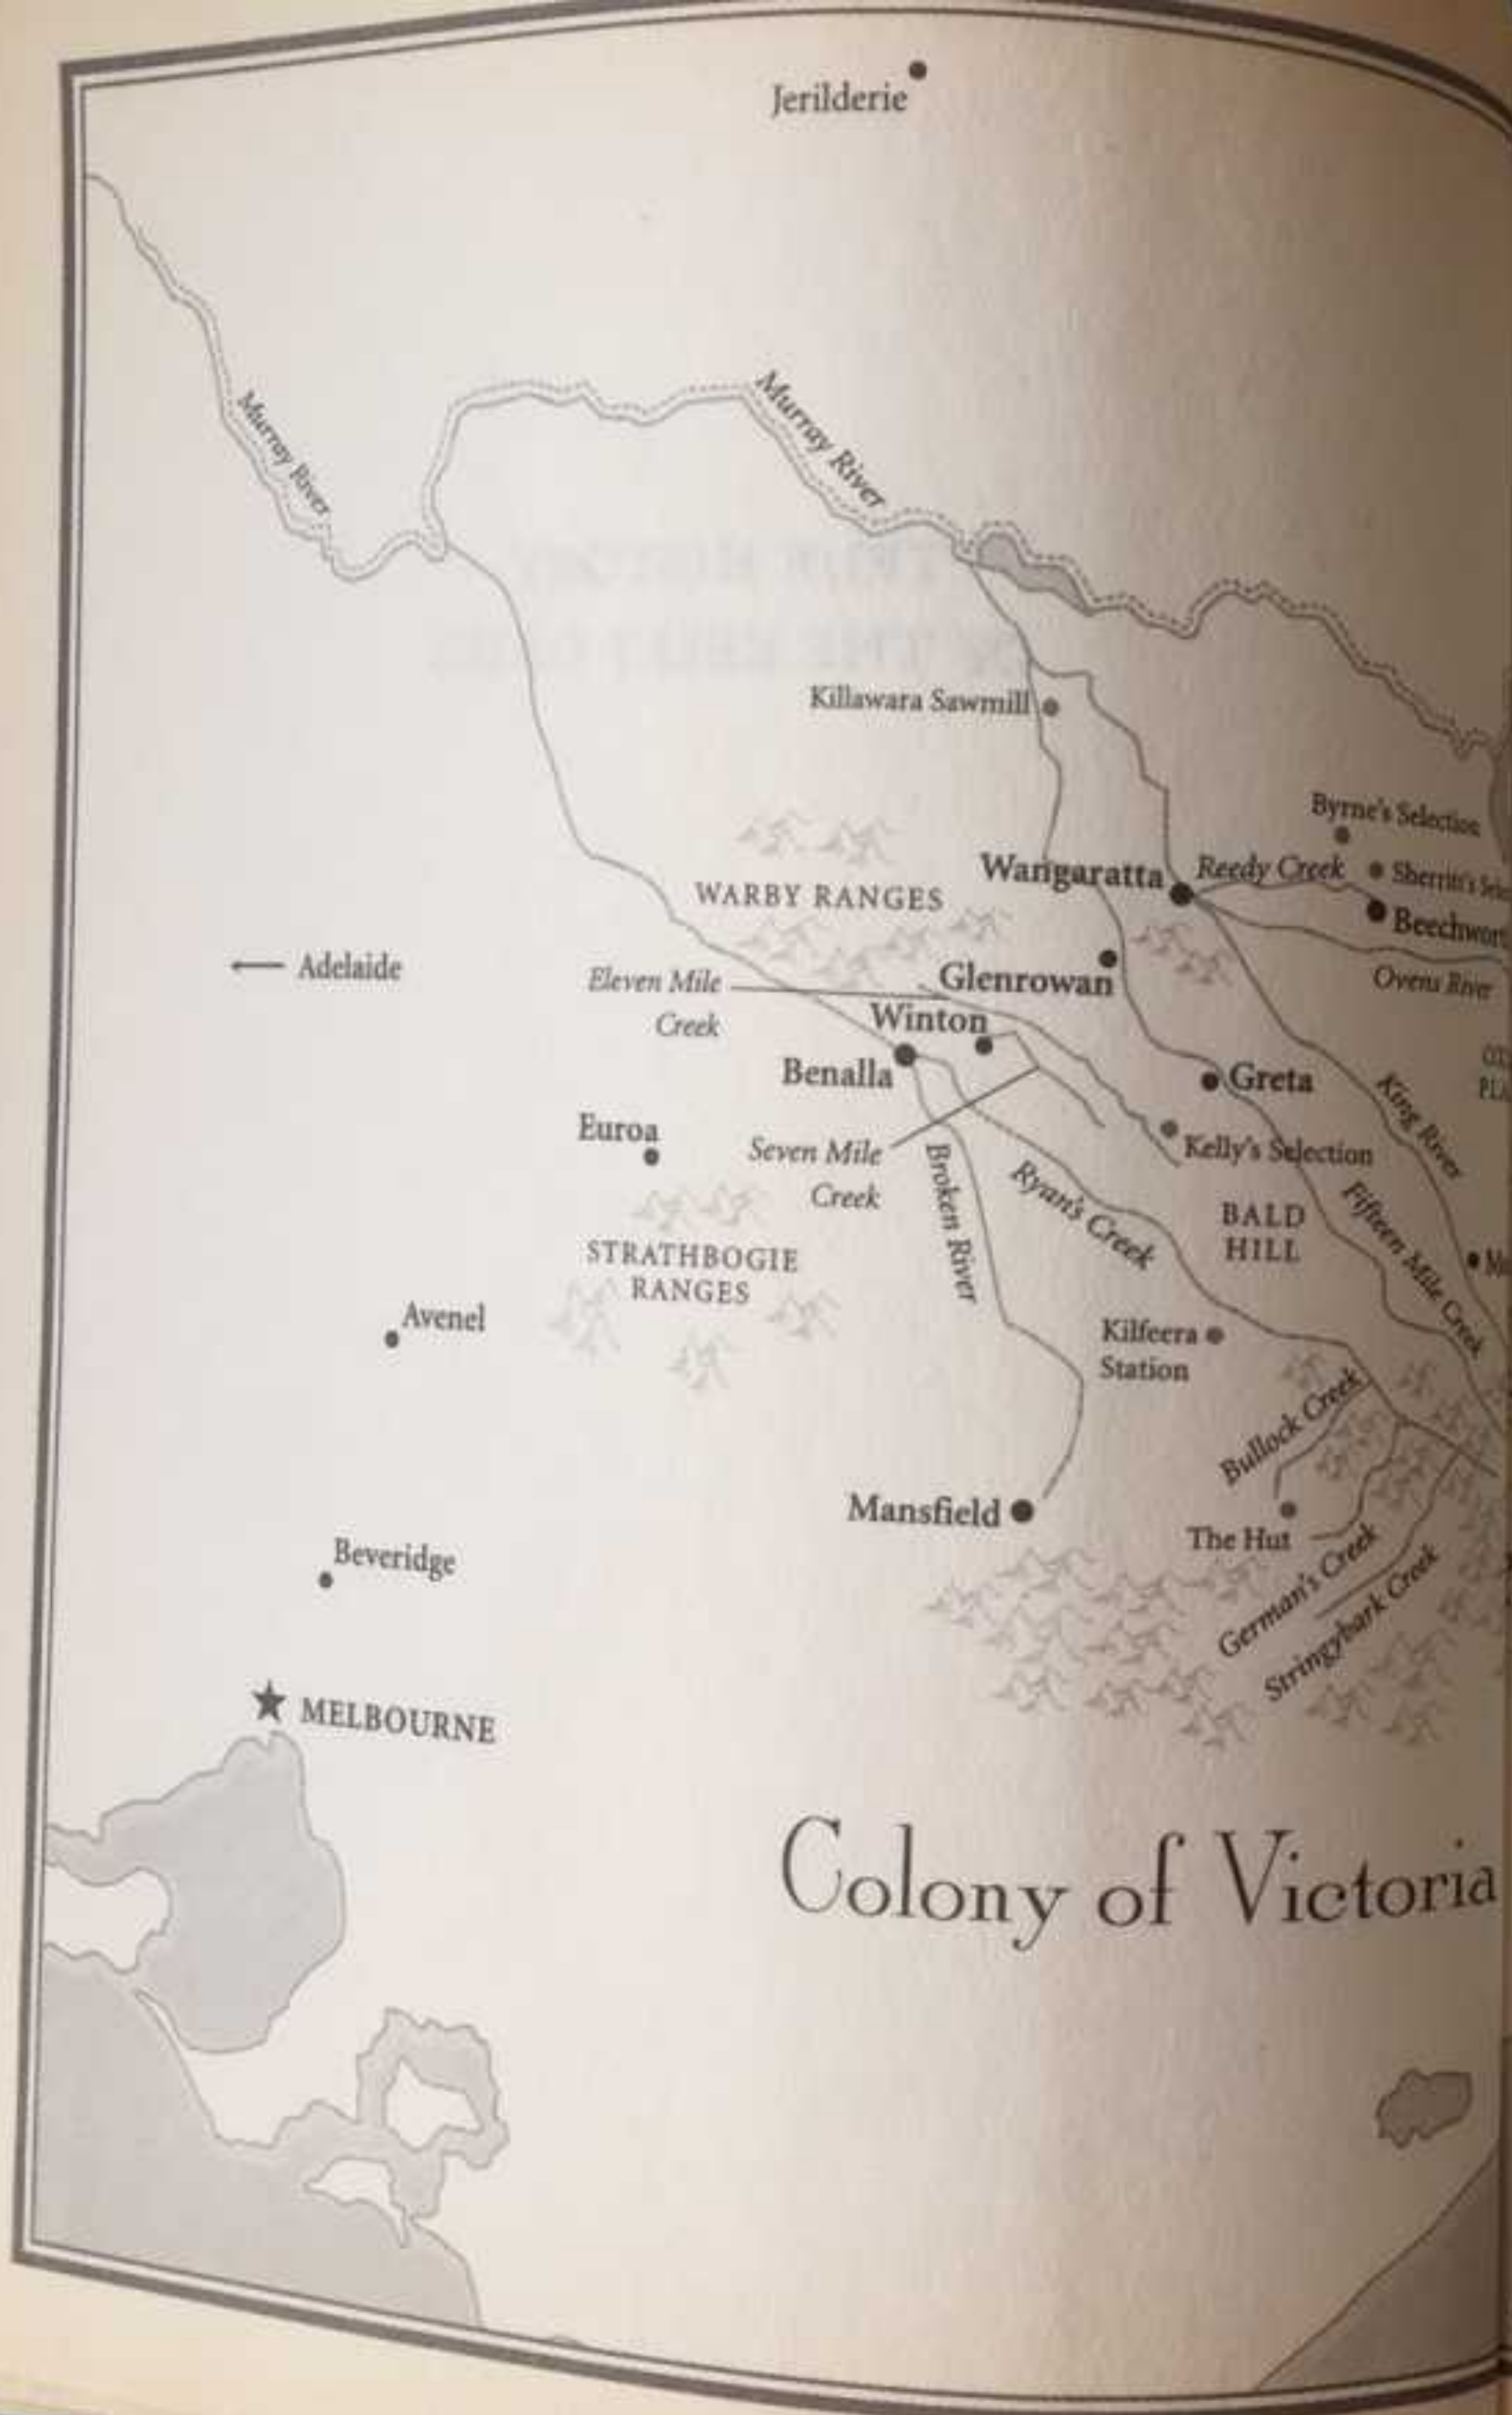 Jerilderie
Murray River
Murray River
Killawara Sawmill
Byrne's Selection
Wangaratta
Reedy Creek
Sherritt's
WARBY RANGES
Beechwor
Adelaide
Eleven Mile
Creek
Glenrowan
Ovens River
Winton
Benalla
Greta
King River
Euroa
Seven Mile
Creek
Kelly's Selection
Broken River
Ryan's Creek
Fifteen Mile Creek
BALD
HILL
STRATHBOGIE
RANGES
Avenel
Kilfeera
Station
Bullock Creek
Mansfield
The Hut
German's Creek
Stringybark Creek
Beveridge
MELBOURNE
Colony of Victoria